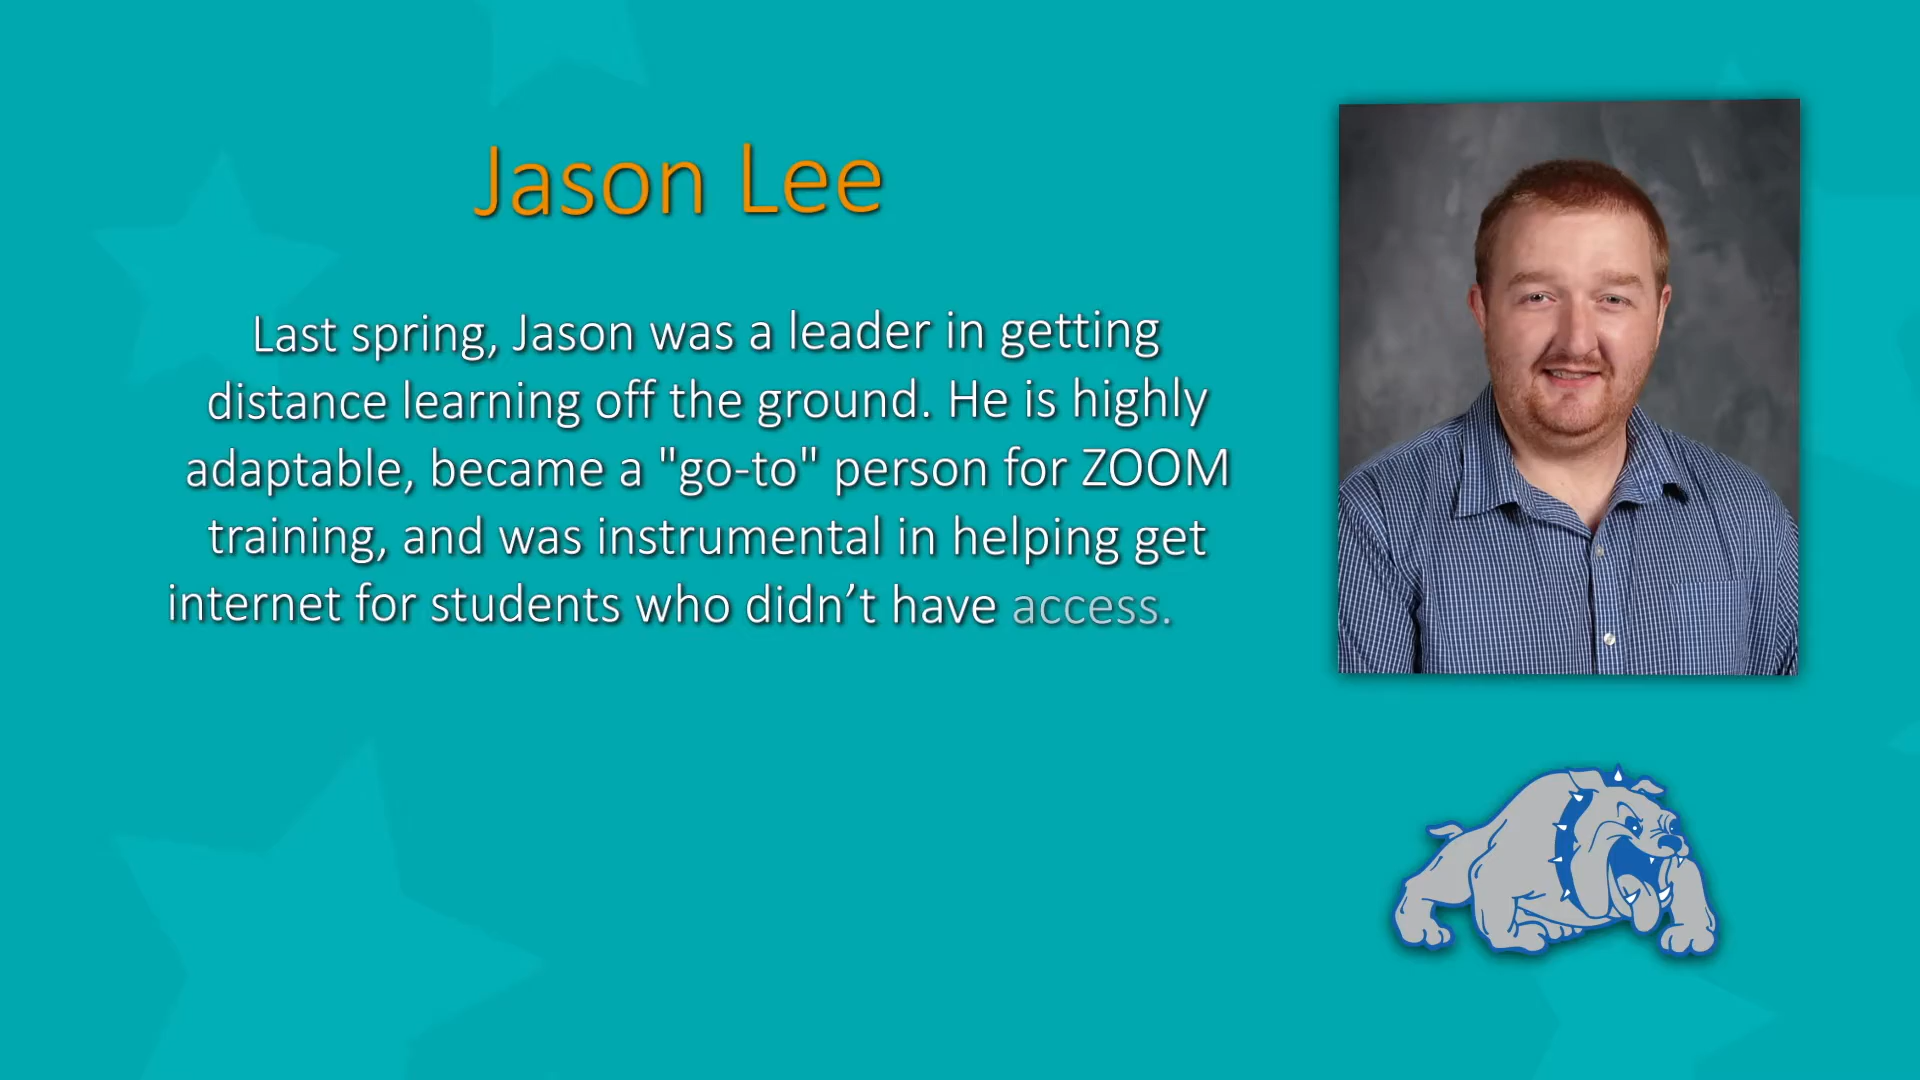 Jason Lee
Last spring, Jason was a leader in getting
distance learning off the ground. He is highly
adaptable, became a "go-to" person for ZOOM
training, and was instrumental in helping get
internet for students who didn’t have access.